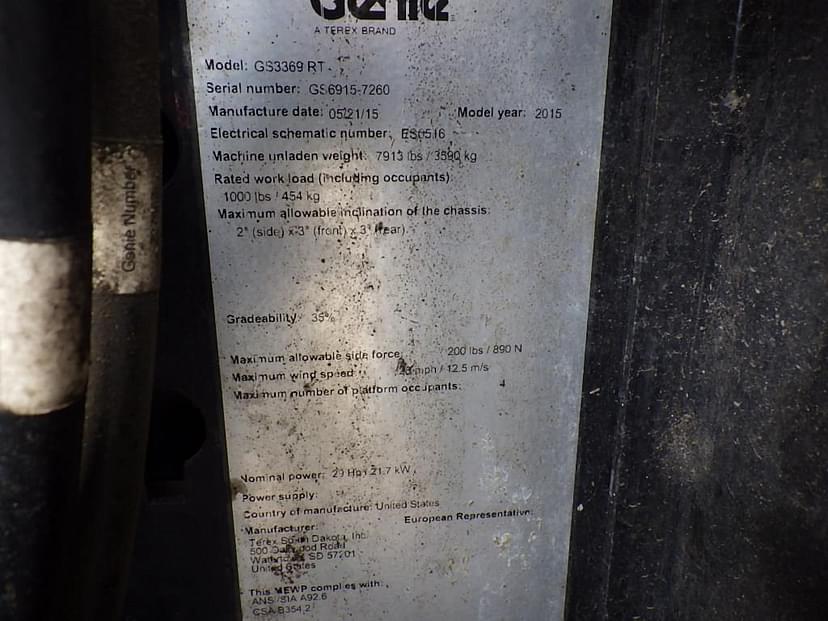 Genie
A TEREX BRAND
Model: GS3369 RT
Serial number: GS6915-7260
Manufacture date: 05/21/15 Model year: 2015
Electrical schematic number: ES0516
Machine unladen weight: 7913 lbs / 3590 kg
Rated work load (including occupants):
1000 lbs / 454 kg
Maximum allowable inclination of the chassis:
2° (side) x 3° (front) x 3° (rear)
Gradeability: 35%
Maximum allowable side force: 200 lbs / 890 N
Maximum wind speed: mph / 12.5 m/s
Maximum number of platform occupants: 4
Nominal power: 29 Hp / 21.7 kW
Power supply:
Country of manufacture: United States
Manufacturer: European Representative:
Terex South Dakota, Inc.
500 Road
SD 57201
United States
This MEWP complies with:
ANSI/SIA A92.6
CSA B354.2
Genie Number